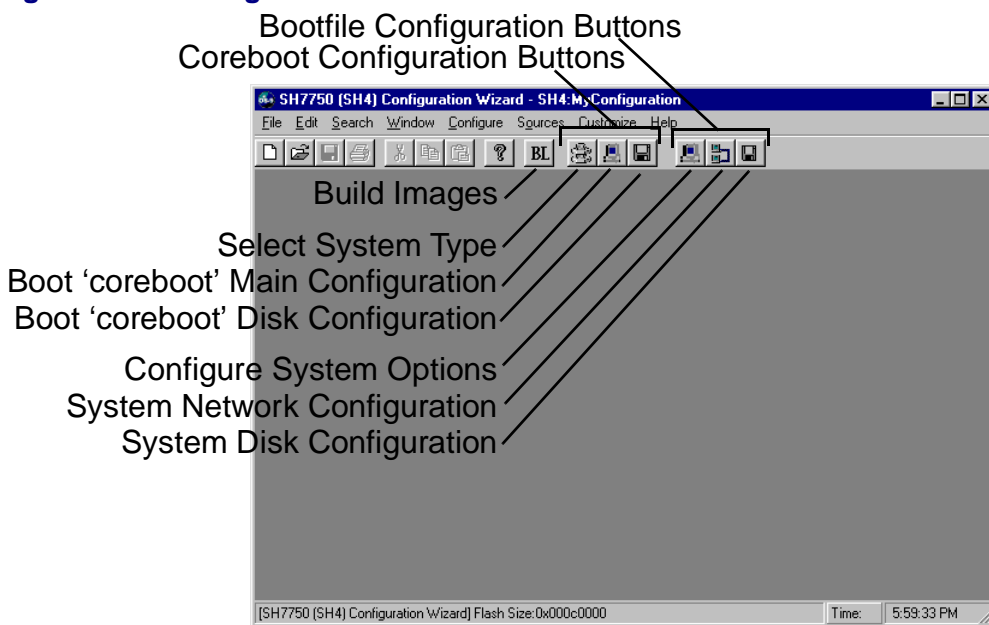 Bootfile Configuration Buttons
Coreboot Configuration Buttons
SH7750 (SH4) Configuration Wizard - SH4:MyConfiguration
File Edit Search Window Configure Sources Customize Help
BL
Build Images
Select System Type
Boot ‘coreboot’ Main Configuration
Boot ‘coreboot’ Disk Configuration
Configure System Options
System Network Configuration
System Disk Configuration
[SH7750 (SH4) Configuration Wizard] Flash Size:0x000c0000 Time: 5:59:33 PM